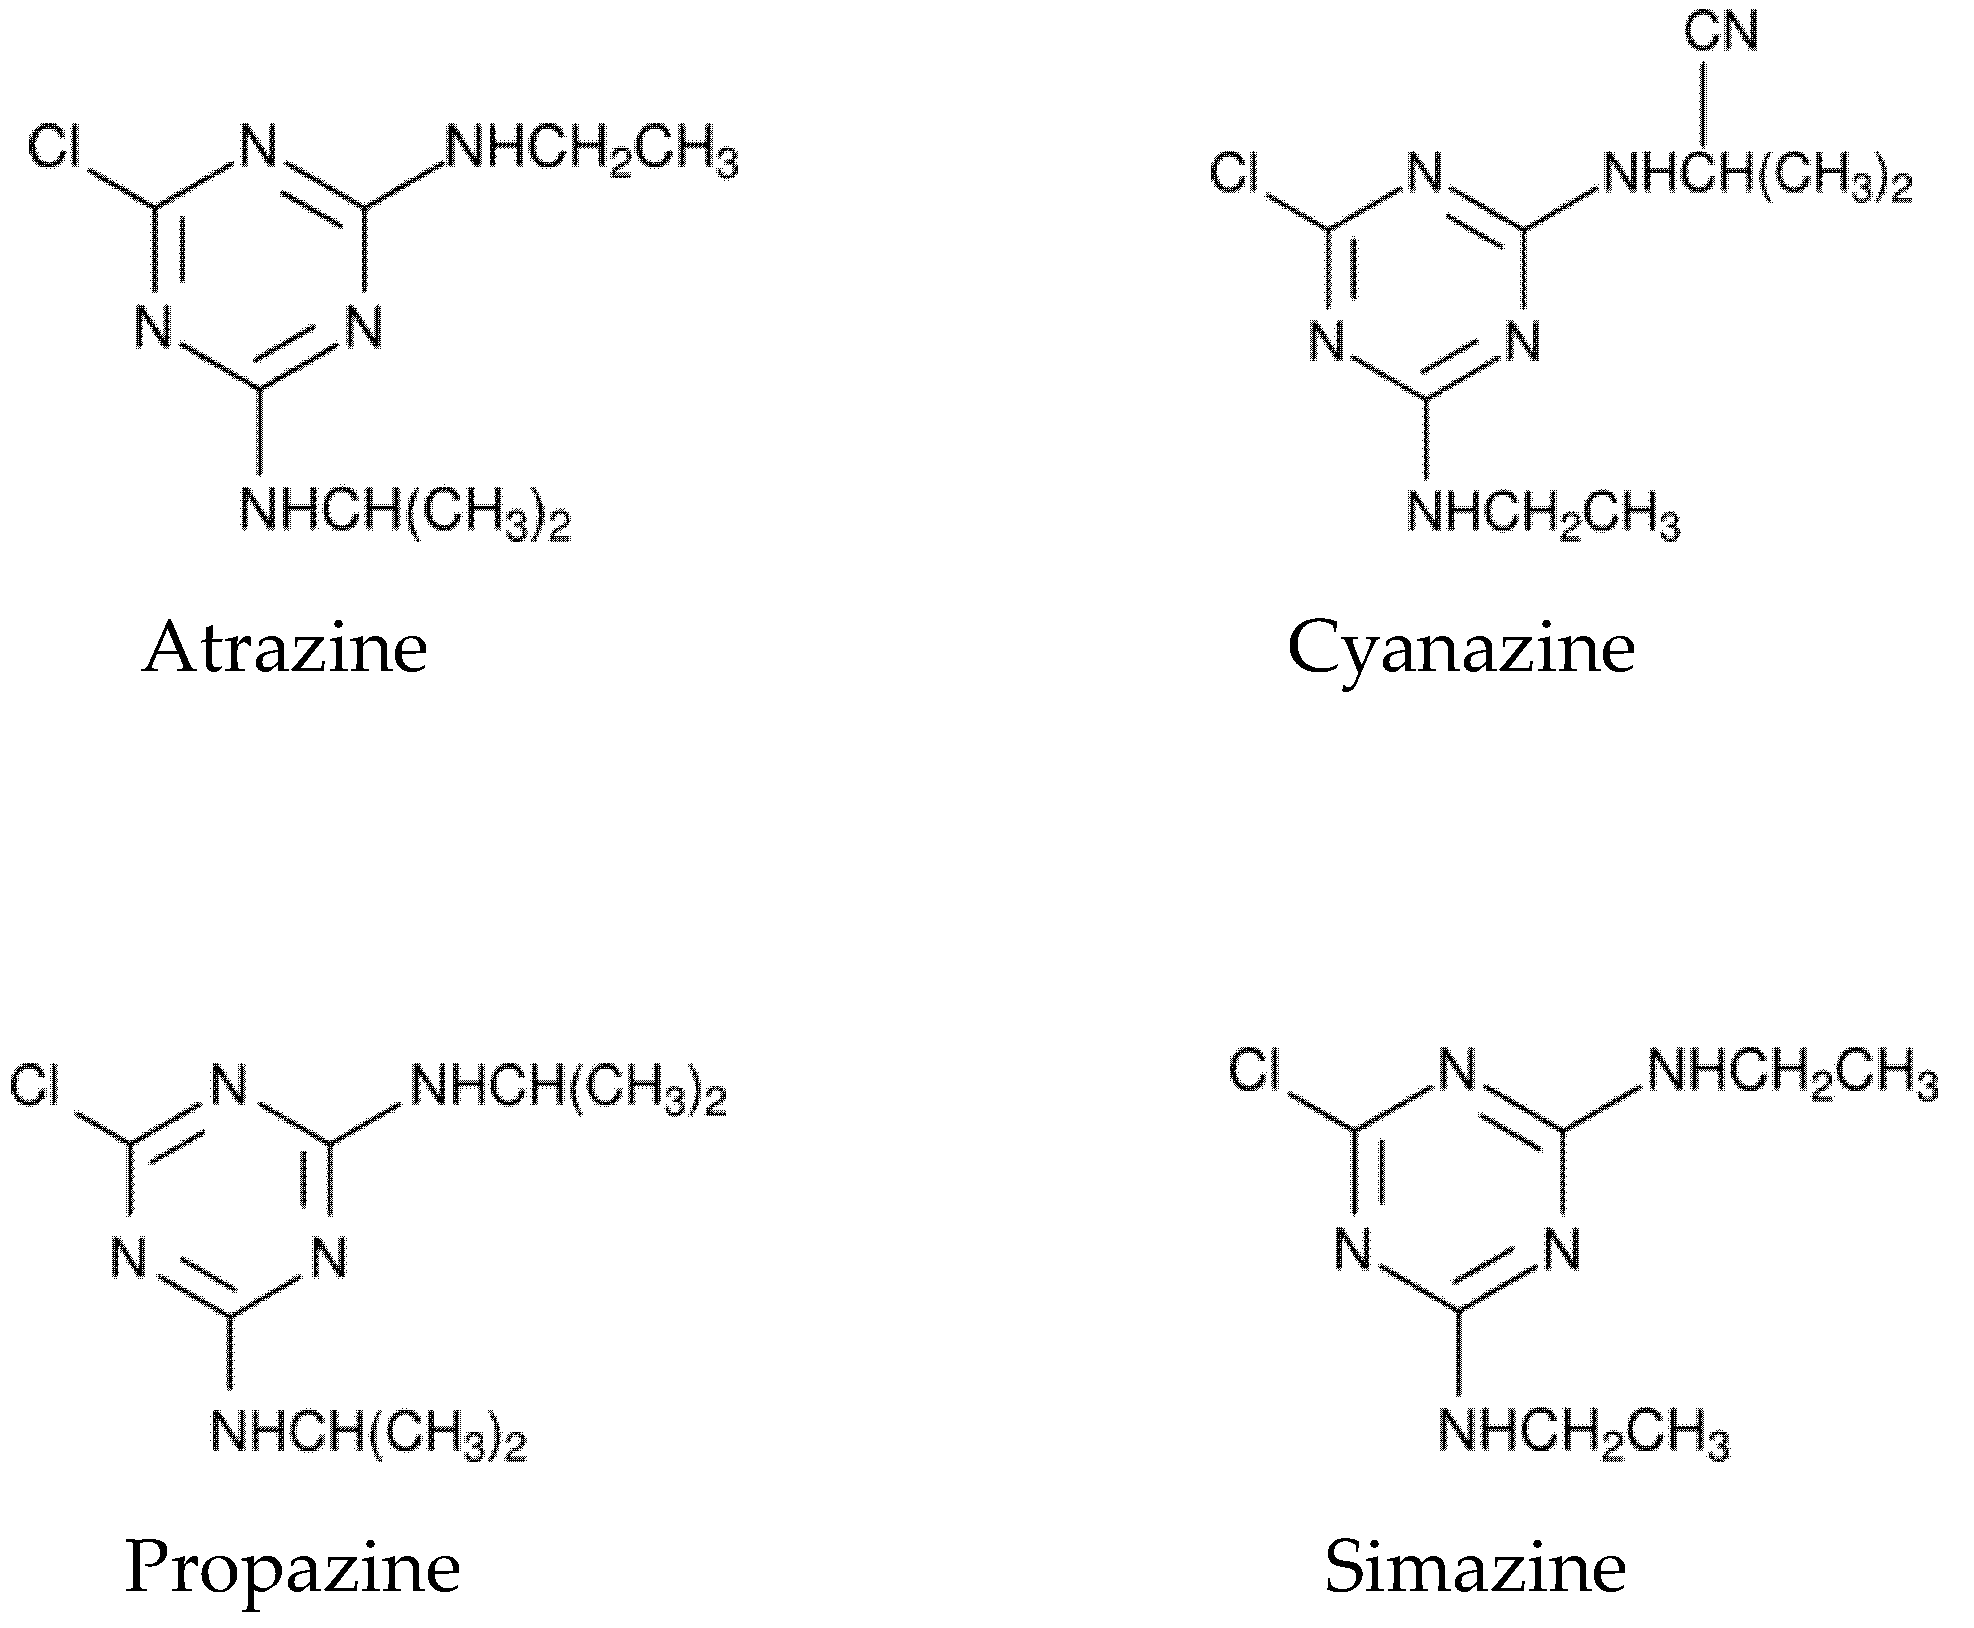 Cl N NHCH2CH3
N N
NHCH(CH3)2
Atrazine
CN
Cl N NHCH(CH3)2
N N
NHCH2CH3
Cyanazine
Cl N NHCH(CH3)2
N N
NHCH(CH3)2
Propazine
Cl N NHCH2CH3
N N
NHCH2CH3
Simazine